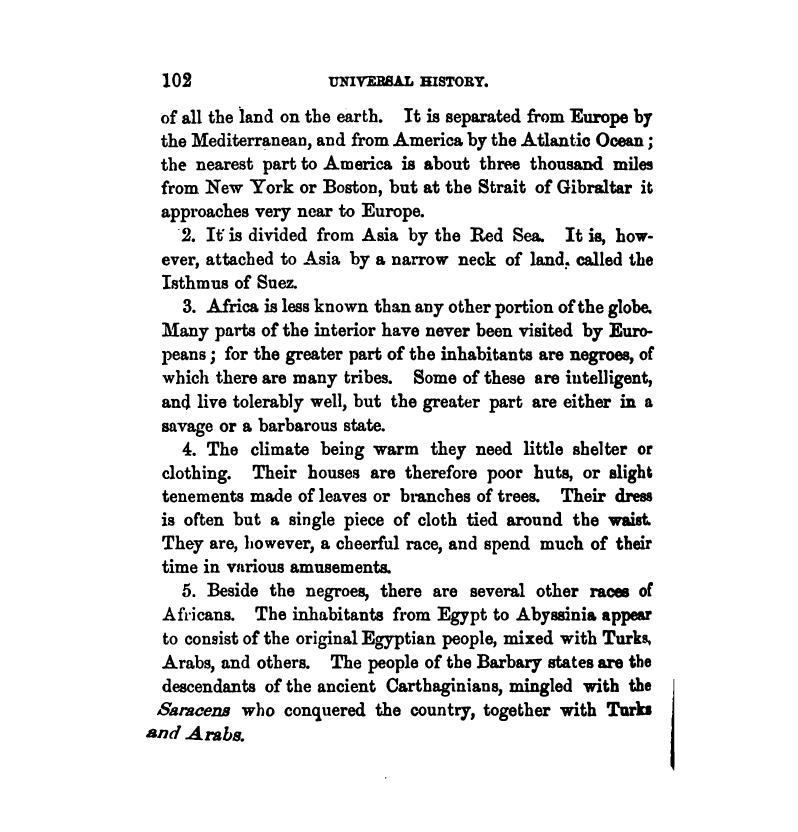 102 UNIVERSAL HISTORY.
of all the land on the earth. It is separated from Europe by
the Mediterranean, and from America by the Atlantic Ocean;
the nearest part to America is about three thousand miles
from New York or Boston, but at the Strait of Gibraltar it
approaches very near to Europe.
2. It is divided from Asia by the Red Sea. It is, how-
ever, attached to Asia by a narrow neck of land, called the
Isthmus of Suez.
3. Africa is less known than any other portion of the globe.
Many parts of the interior have never been visited by Euro-
peans; for the greater part of the inhabitants are negroes, of
which there are many tribes. Some of these are intelligent,
and live tolerably well, but the greater part are either in a
savage or a barbarous state.
4. The climate being warm they need little shelter or
clothing. Their houses are therefore poor huts, or slight
tenements made of leaves or branches of trees. Their dress
is often but a single piece of cloth tied around the waist.
They are, however, a cheerful race, and spend much of their
time in various amusements.
5. Beside the negroes, there are several other races of
Africans. The inhabitants from Egypt to Abyssinia appear
to consist of the original Egyptian people, mixed with Turks,
Arabs, and others. The people of the Barbary states are the
descendants of the ancient Carthaginians, mingled with the
Saracens who conquered the country, together with Turks
and Arabs.